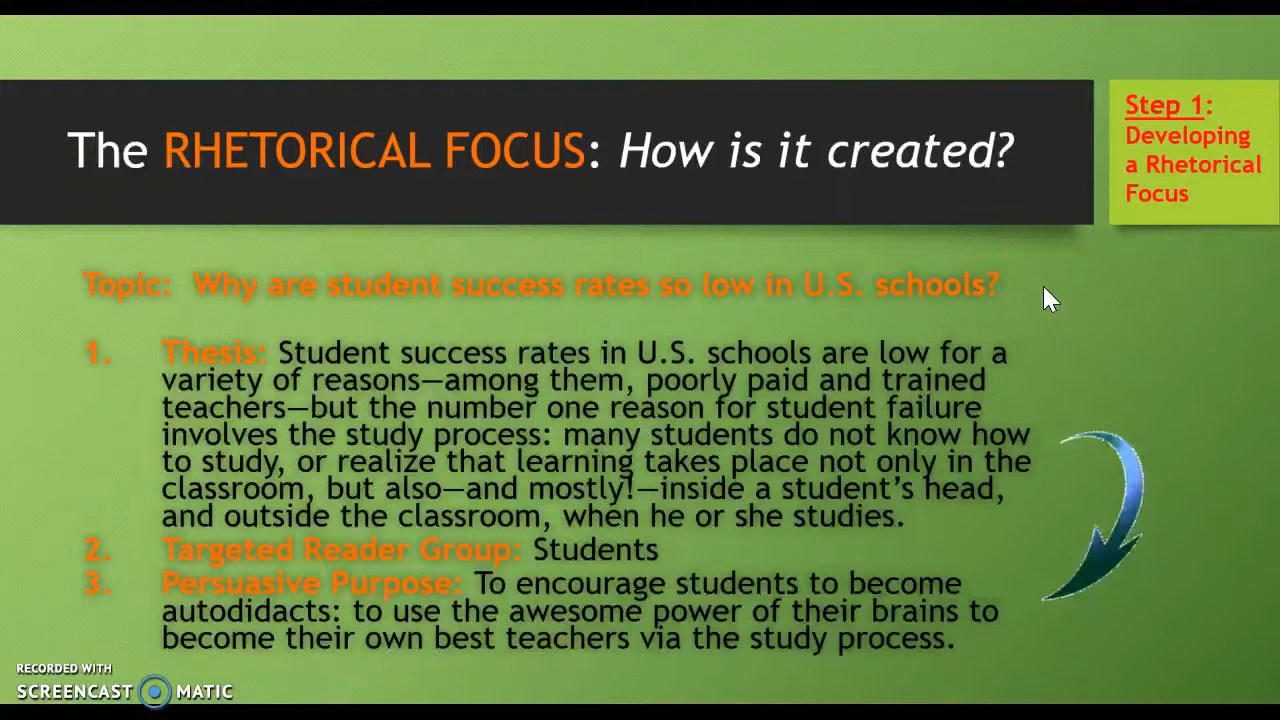 The RHETORICAL FOCUS: How is it created?
Step 1:
Developing
a Rhetorical
Focus
Topic: Why are student success rates so low in U.S. schools?
1. Thesis: Student success rates in U.S. schools are low for a
variety of reasons—among them, poorly paid and trained
teachers—but the number one reason for student failure
involves the study process: many students do not know how
to study, or realize that learning takes place not only in the
classroom, but also—and mostly!—inside a student’s head,
and outside the classroom, when he or she studies.
2. Targeted Reader Group: Students
3. Persuasive Purpose: To encourage students to become
autodidacts: to use the awesome power of their brains to
become their own best teachers via the study process.
RECORDED WITH
SCREENCAST MATIC